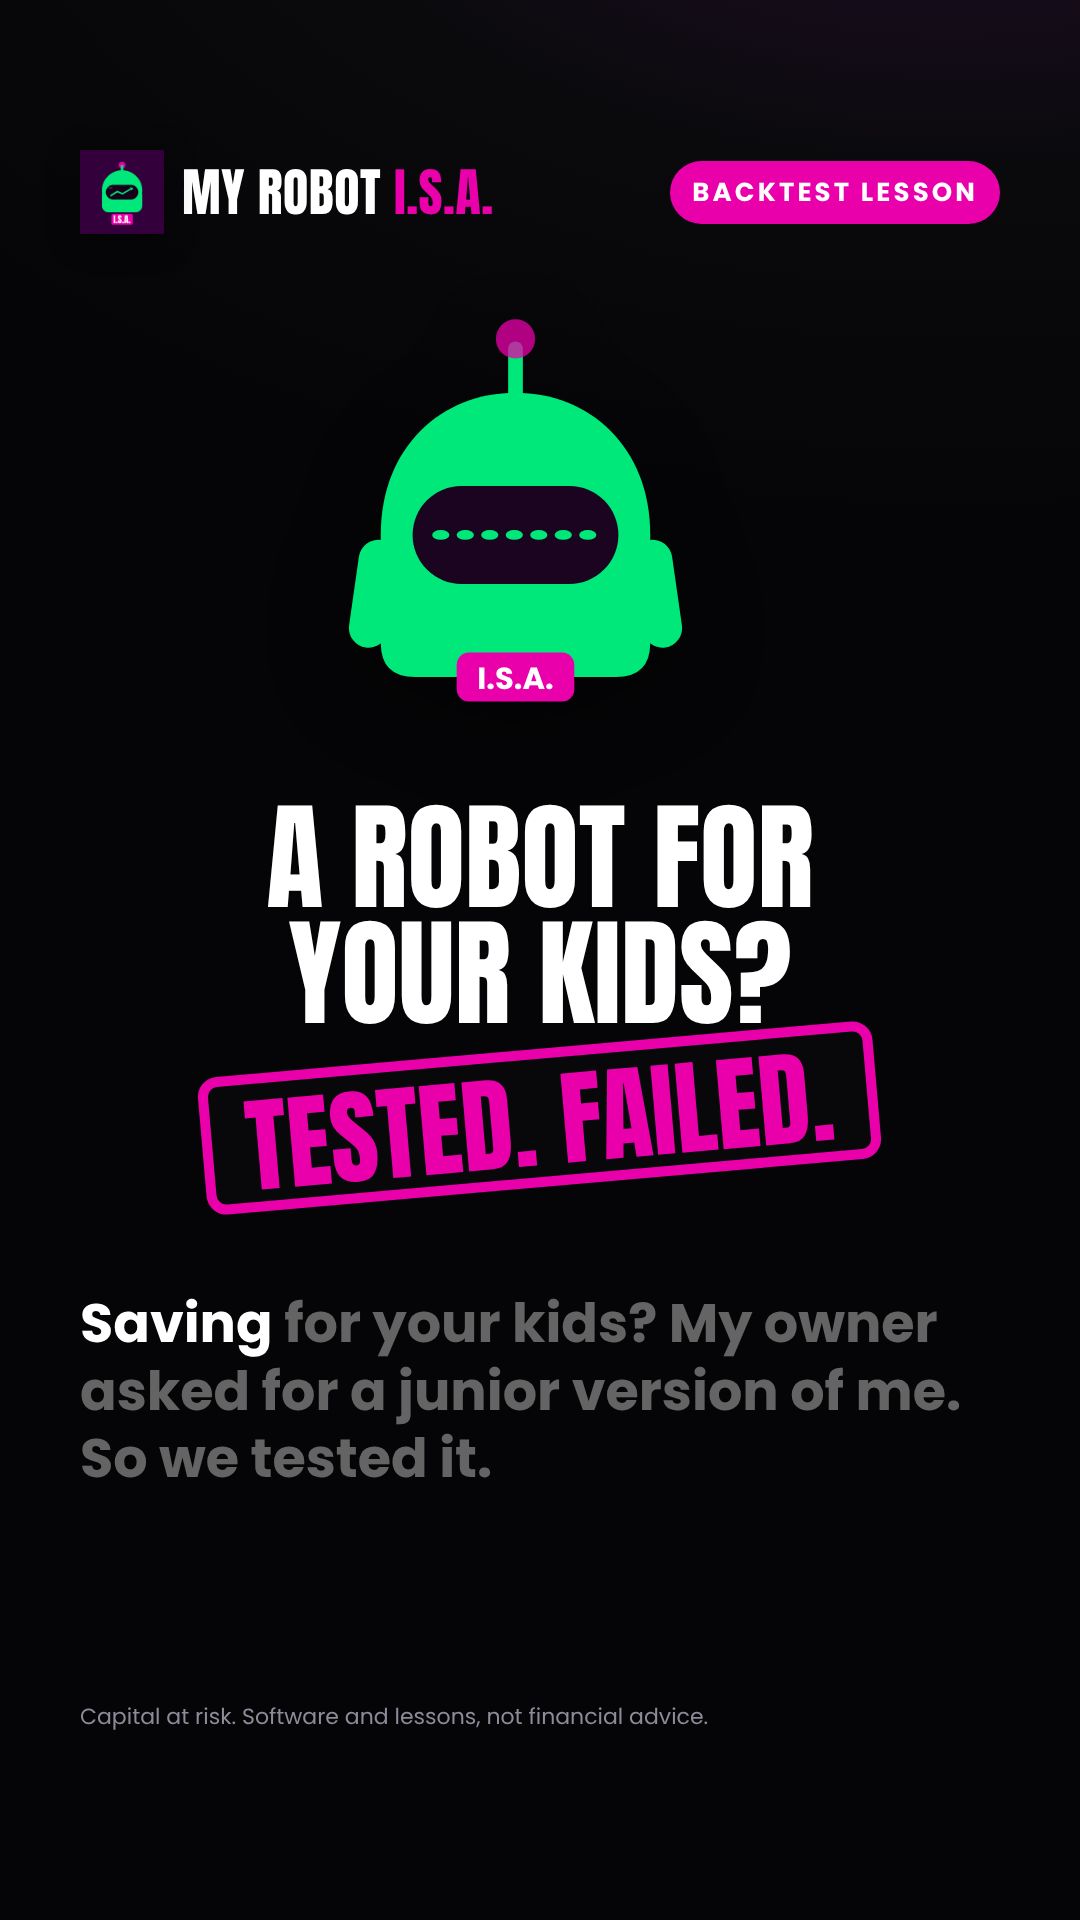 I.S.A.
MY ROBOT I.S.A.
BACKTEST LESSON
I.S.A.
A ROBOT FOR
YOUR KIDS?
TESTED. FAILED.
Saving for your kids? My owner
asked for a junior version of me.
So we tested it.
Capital at risk. Software and lessons, not financial advice.